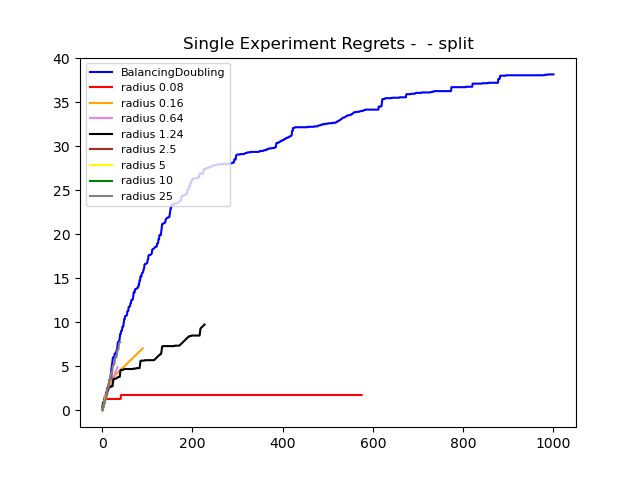 Single Experiment Regrets -  - split
BalancingDoubling
radius 0.08
radius 0.16
radius 0.64
radius 1.24
radius 2.5
radius 5
radius 10
radius 25
40
35
30
25
20
15
10
5
0
0 200 400 600 800 1000